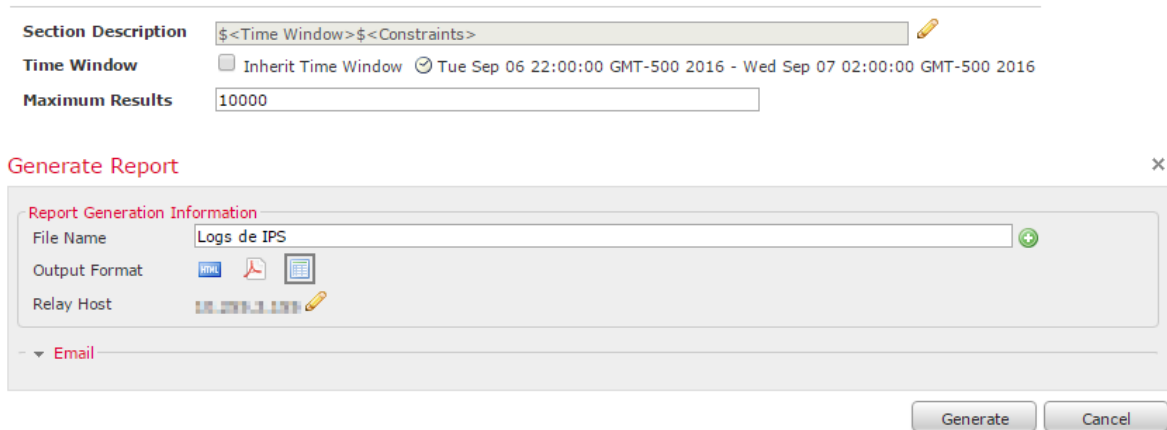 Section Description $<Time Window>$<Constraints>
Time Window Inherit Time Window Tue Sep 06 22:00:00 GMT-500 2016 - Wed Sep 07 02:00:00 GMT-500 2016
Maximum Results 10000
Generate Report
Report Generation Information
File Name Logs de IPS
Output Format HTML
Relay Host
Email
Generate Cancel